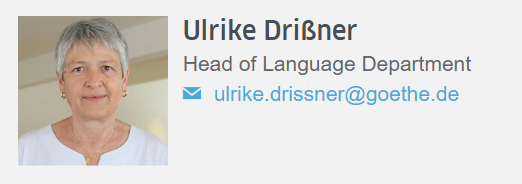 Ulrike Drißner
Head of Language Department
ulrike.drissner@goethe.de